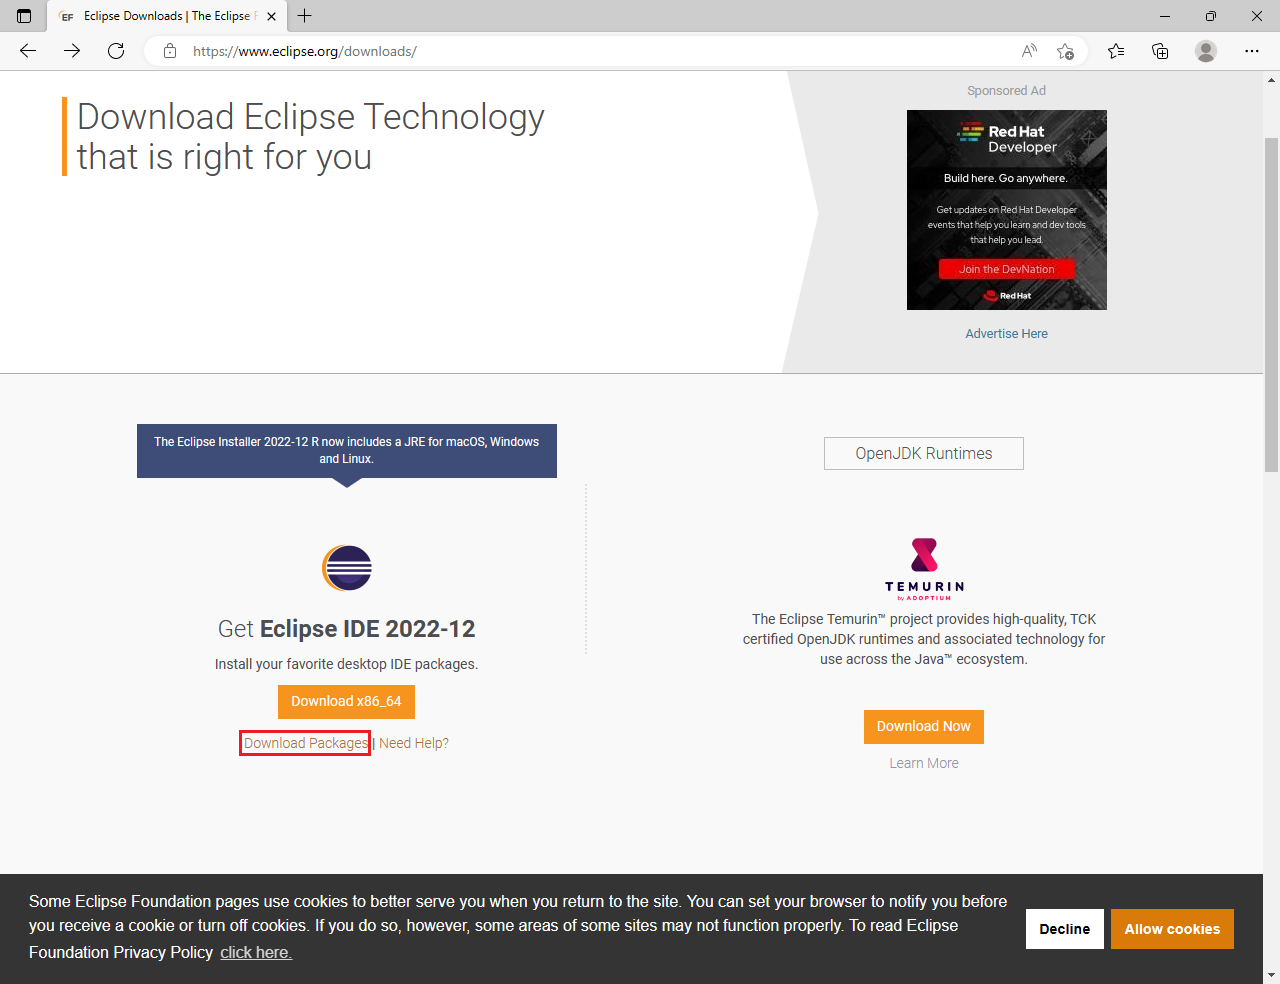 Eclipse Downloads | The Eclipse F
https://www.eclipse.org/downloads/
Download Eclipse Technology
that is right for you
Sponsored Ad
Red Hat
Developer
Build here. Go anywhere.
Get updates on Red Hat Developer
events that help you learn and dev tools
that help you lead.
Join the DevNation
Red Hat
Advertise Here
The Eclipse Installer 2022-12 R now includes a JRE for macOS, Windows
and Linux.
Get Eclipse IDE 2022-12
Install your favorite desktop IDE packages.
Download x86_64
Download Packages | Need Help?
OpenJDK Runtimes
TEMURIN
by ADOPTIUM
The Eclipse Temurin™ project provides high-quality, TCK
certified OpenJDK runtimes and associated technology for
use across the Java™ ecosystem.
Download Now
Learn More
Some Eclipse Foundation pages use cookies to better serve you when you return to the site. You can set your browser to notify you before
you receive a cookie or turn off cookies. If you do so, however, some areas of some sites may not function properly. To read Eclipse
Foundation Privacy Policy click here.
Decline
Allow cookies